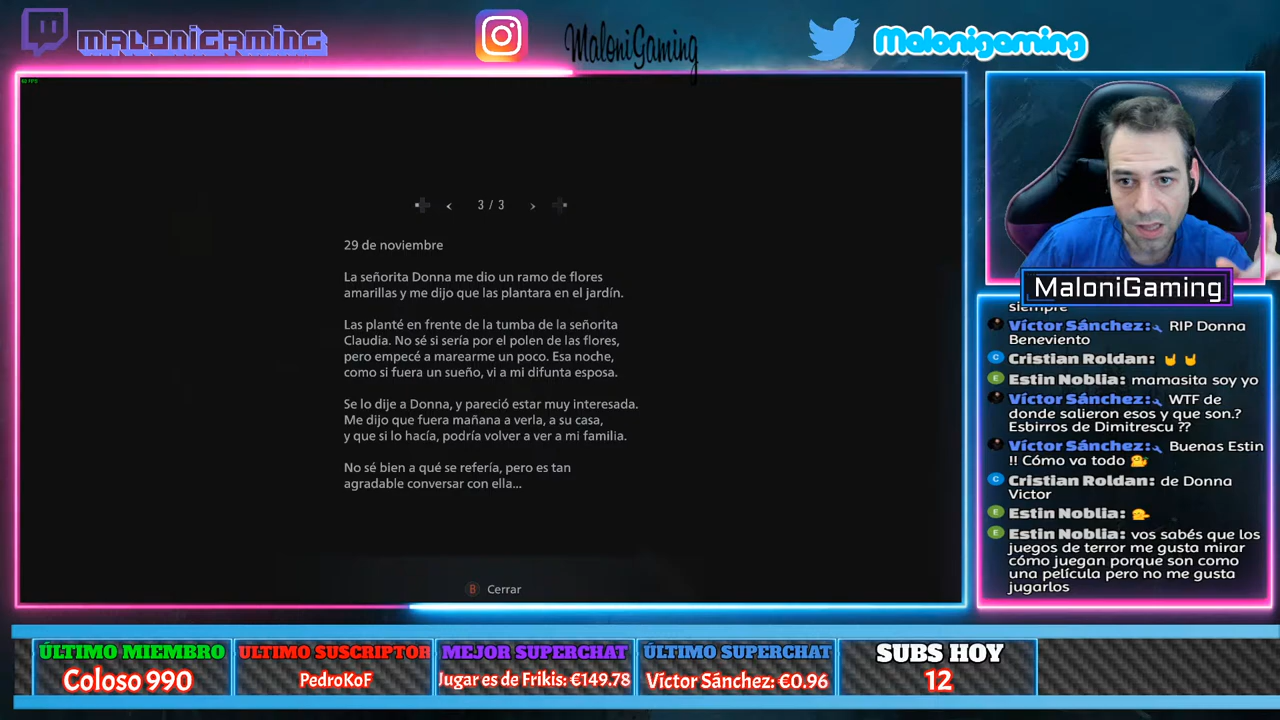 MALONIGAMING
MaloniGaming
Malonigaming
3 / 3
29 de noviembre
La señorita Donna me dio un ramo de flores
amarillas y me dijo que las plantara en el jardín.
Las planté en frente de la tumba de la señorita
Claudia. No sé si sería por el polen de las flores,
pero empecé a marearme un poco. Esa noche,
como si fuera un sueño, vi a mi difunta esposa.
Se lo dije a Donna, y pareció estar muy interesada.
Me dijo que fuera mañana a verla, a su casa,
y que si lo hacía, podría volver a ver a mi familia.
No sé bien a qué se refería, pero es tan
agradable conversar con ella...
B Cerrar
MaloniGaming
siempre
Víctor Sánchez: RIP Donna
Beneviento
Cristian Roldan: 🤘 🤘
Estin Noblia: mamasita soy yo
Víctor Sánchez: WTF de
donde salieron esos y que son.?
Esbirros de Dimitrescu ??
Víctor Sánchez: Buenas Estin
!! Cómo va todo
Cristian Roldan: de Donna
Victor
Estin Noblia:
Estin Noblia: vos sabés que los
juegos de terror me gusta mirar
cómo juegan porque son como
una película pero no me gusta
jugarlos
ÚLTIMO MIEMBRO
Coloso 990
ULTIMO SUSCRIPTOR
PedroKoF
MEJOR SUPERCHAT
Jugar es de Frikis: €149.78
ÚLTIMO SUPERCHAT
Víctor Sánchez: €0.96
SUBS HOY
12